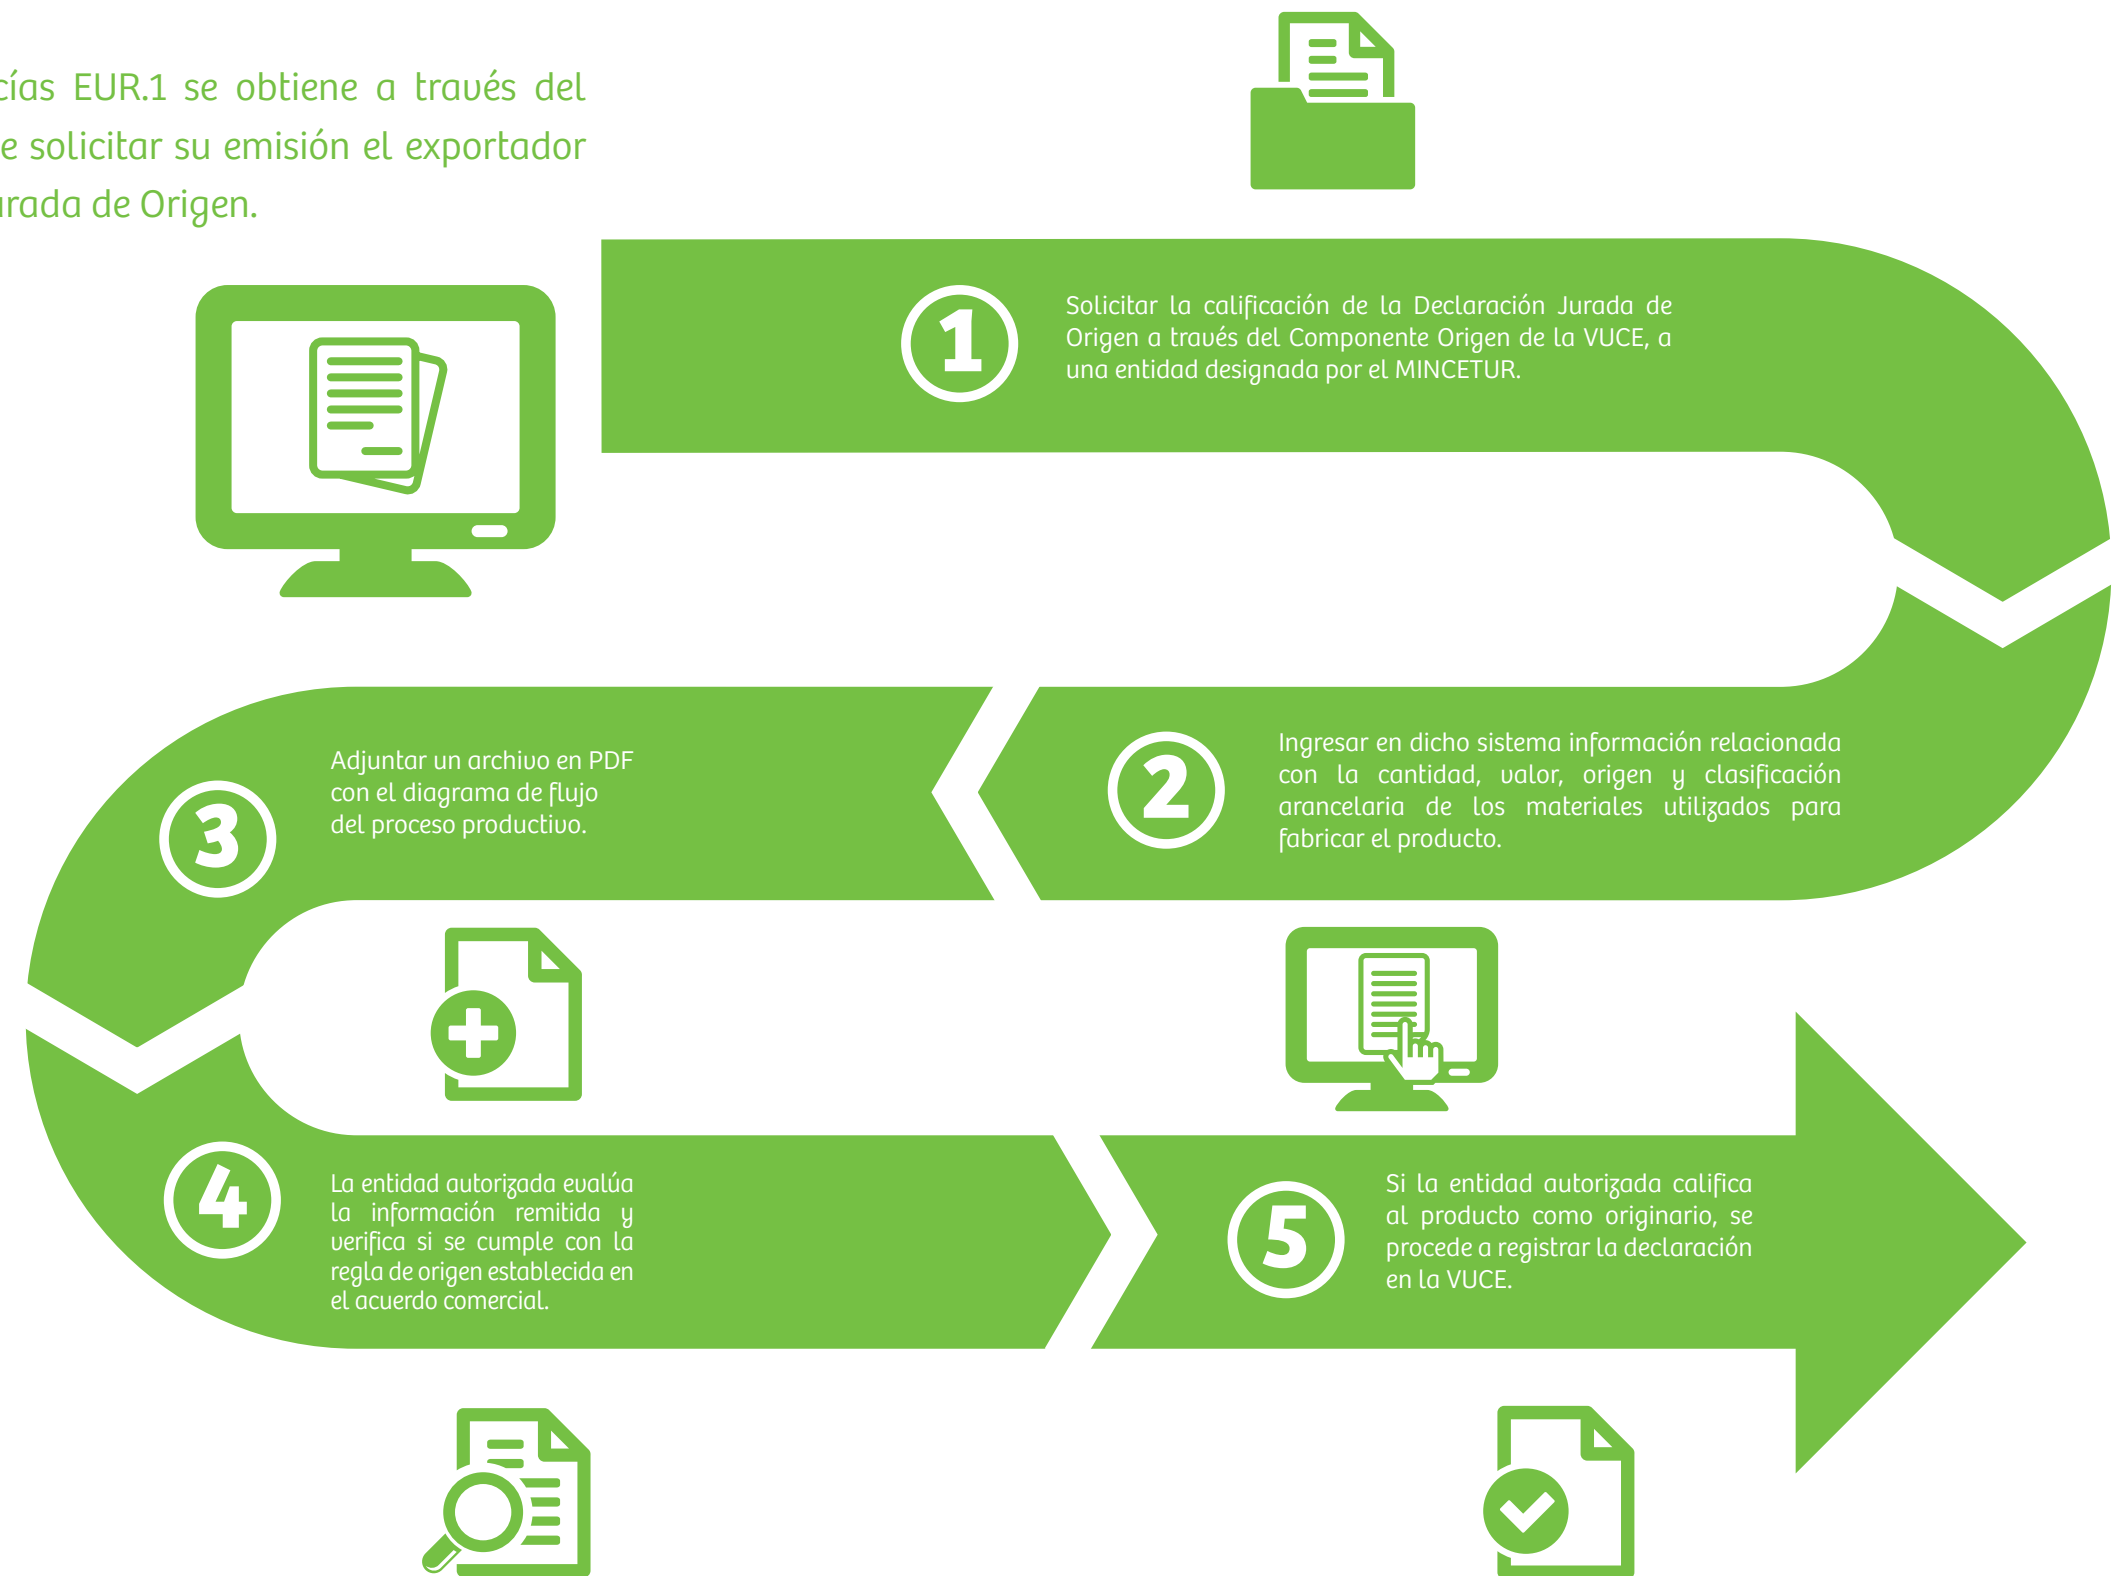 EUR.1 se obtiene a través del
solicitar su emisión el exportador
de Origen.
1
Solicitar la calificación de la Declaración Jurada de
Origen a través del Componente Origen de la VUCE, a
una entidad designada por el MINCETUR.
2
Ingresar en dicho sistema información relacionada
con la cantidad, valor, origen y clasificación
arancelaria de los materiales utilizados para
fabricar el producto.
3
Adjuntar un archivo en PDF
con el diagrama de flujo
del proceso productivo.
4
La entidad autorizada evalúa
la información remitida y
verifica si se cumple con la
regla de origen establecida en
el acuerdo comercial.
5
Si la entidad autorizada califica
al producto como originario, se
procede a registrar la declaración
en la VUCE.